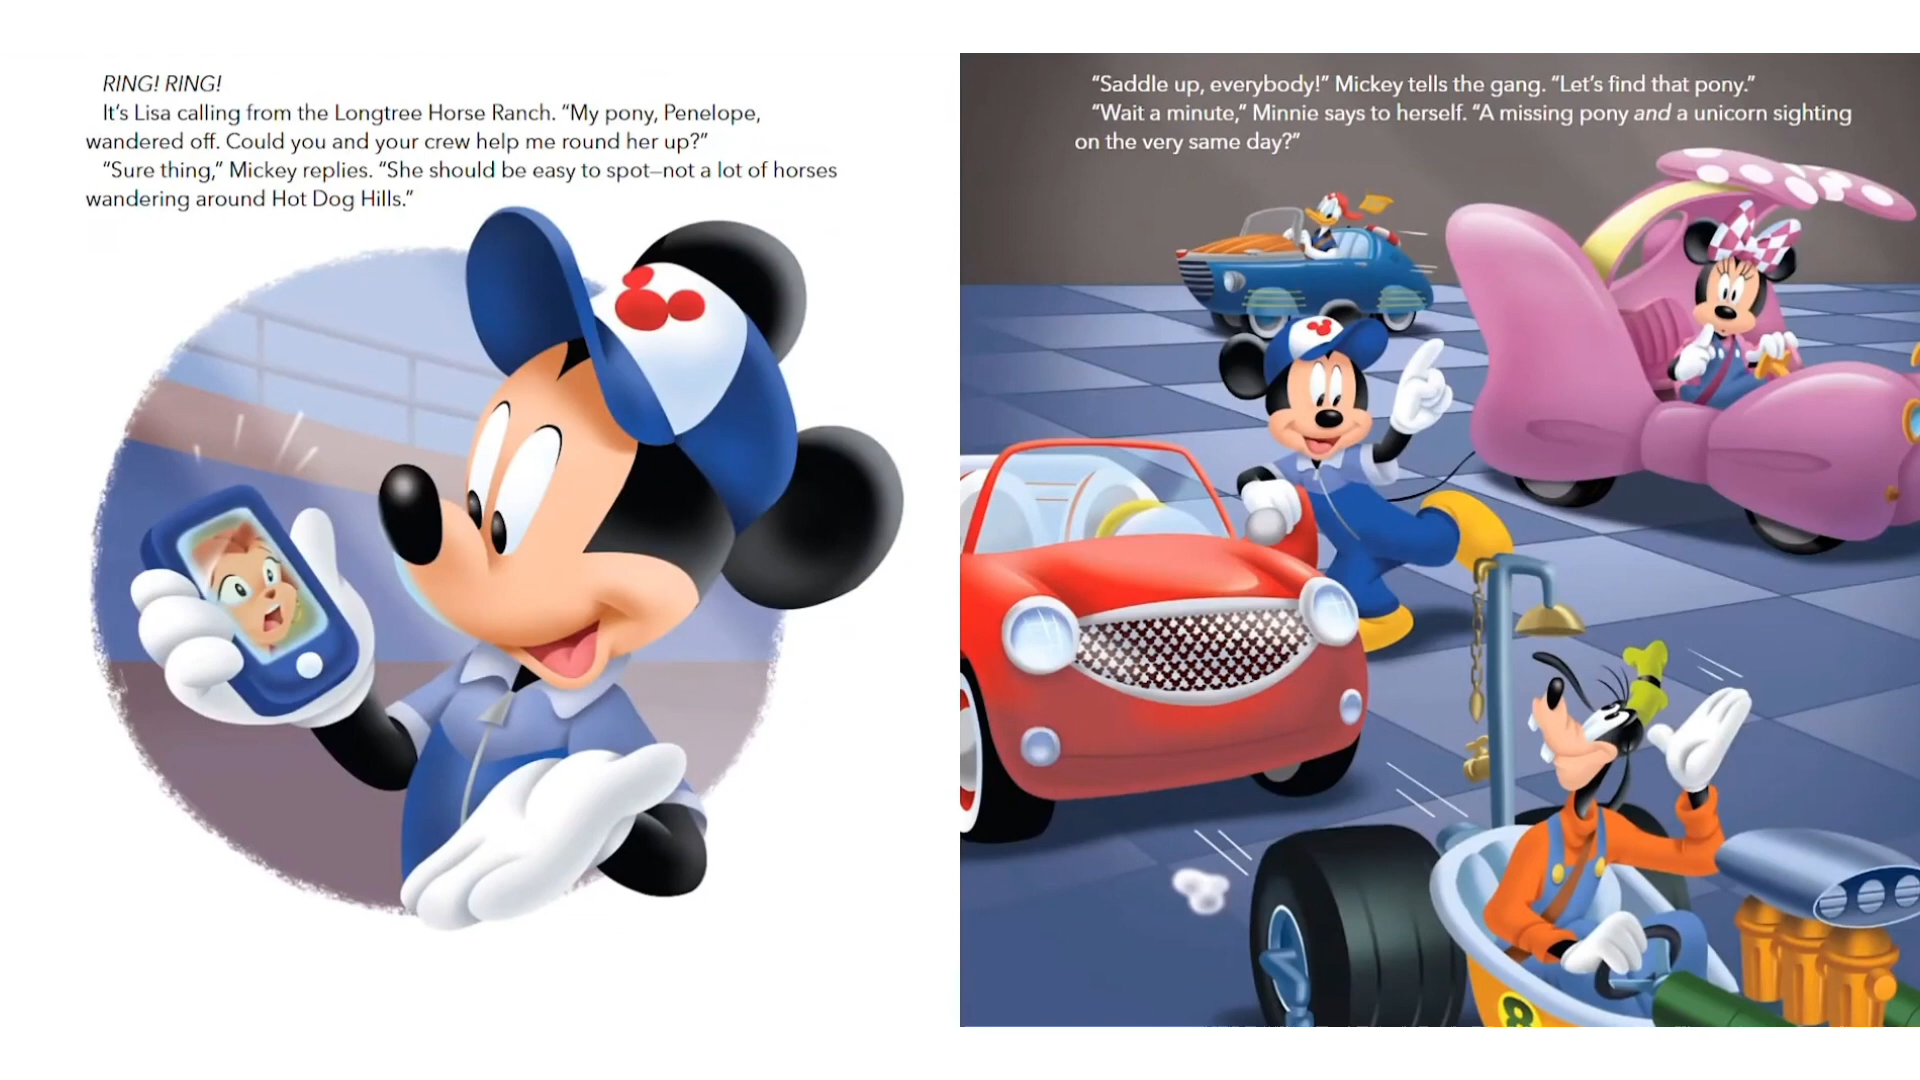 RING! RING!
It's Lisa calling from the Longtree Horse Ranch. “My pony, Penelope,
wandered off. Could you and your crew help me round her up?”
“Sure thing,” Mickey replies. “She should be easy to spot—not a lot of horses
wandering around Hot Dog Hills.”
“Saddle up, everybody!” Mickey tells the gang. “Let's find that pony.”
“Wait a minute,” Minnie says to herself. “A missing pony and a unicorn sighting
on the very same day?”
8